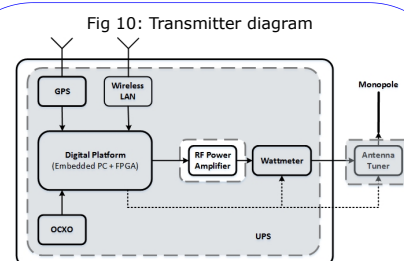 Fig 10: Transmitter diagram
GPS
Wireless
LAN
Monopole
Digital Platform
(Embedded PC + FPGA)
RF Power
Amplifier
Wattmeter
Antenna
Tuner
OCXO
UPS